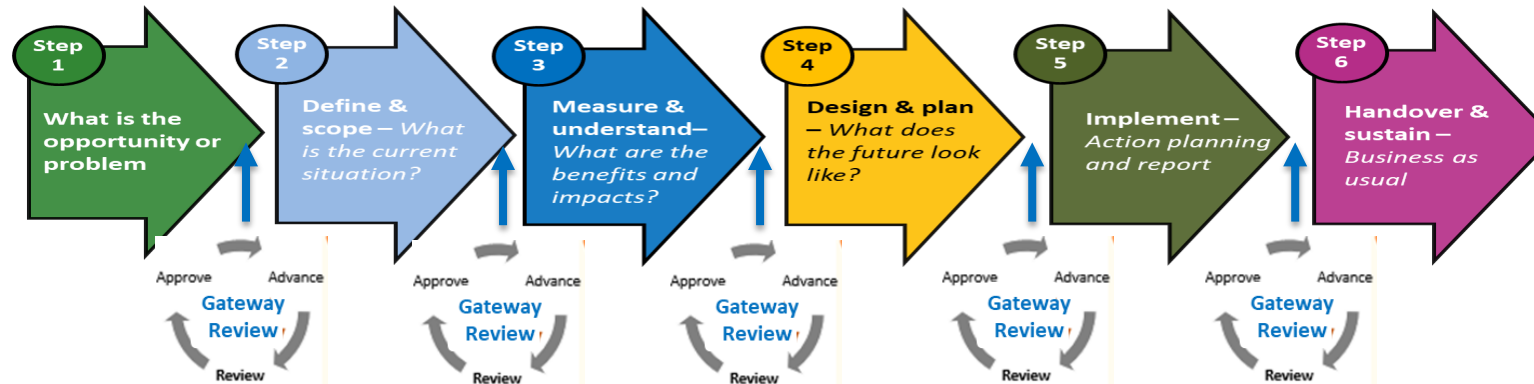 Step
1
What is the
opportunity or
problem
Step
2
Define &
scope – What
is the current
situation?
Step
3
Measure &
understand–
What are the
benefits and
impacts?
Step
4
Design & plan
– What does
the future look
like?
Step
5
Implement –
Action planning
and report
Step
6
Handover &
sustain –
Business as
usual
Approve Advance
Gateway
Review
Review
Approve Advance
Gateway
Review
Review
Approve Advance
Gateway
Review
Review
Approve Advance
Gateway
Review
Review
Approve Advance
Gateway
Review
Review